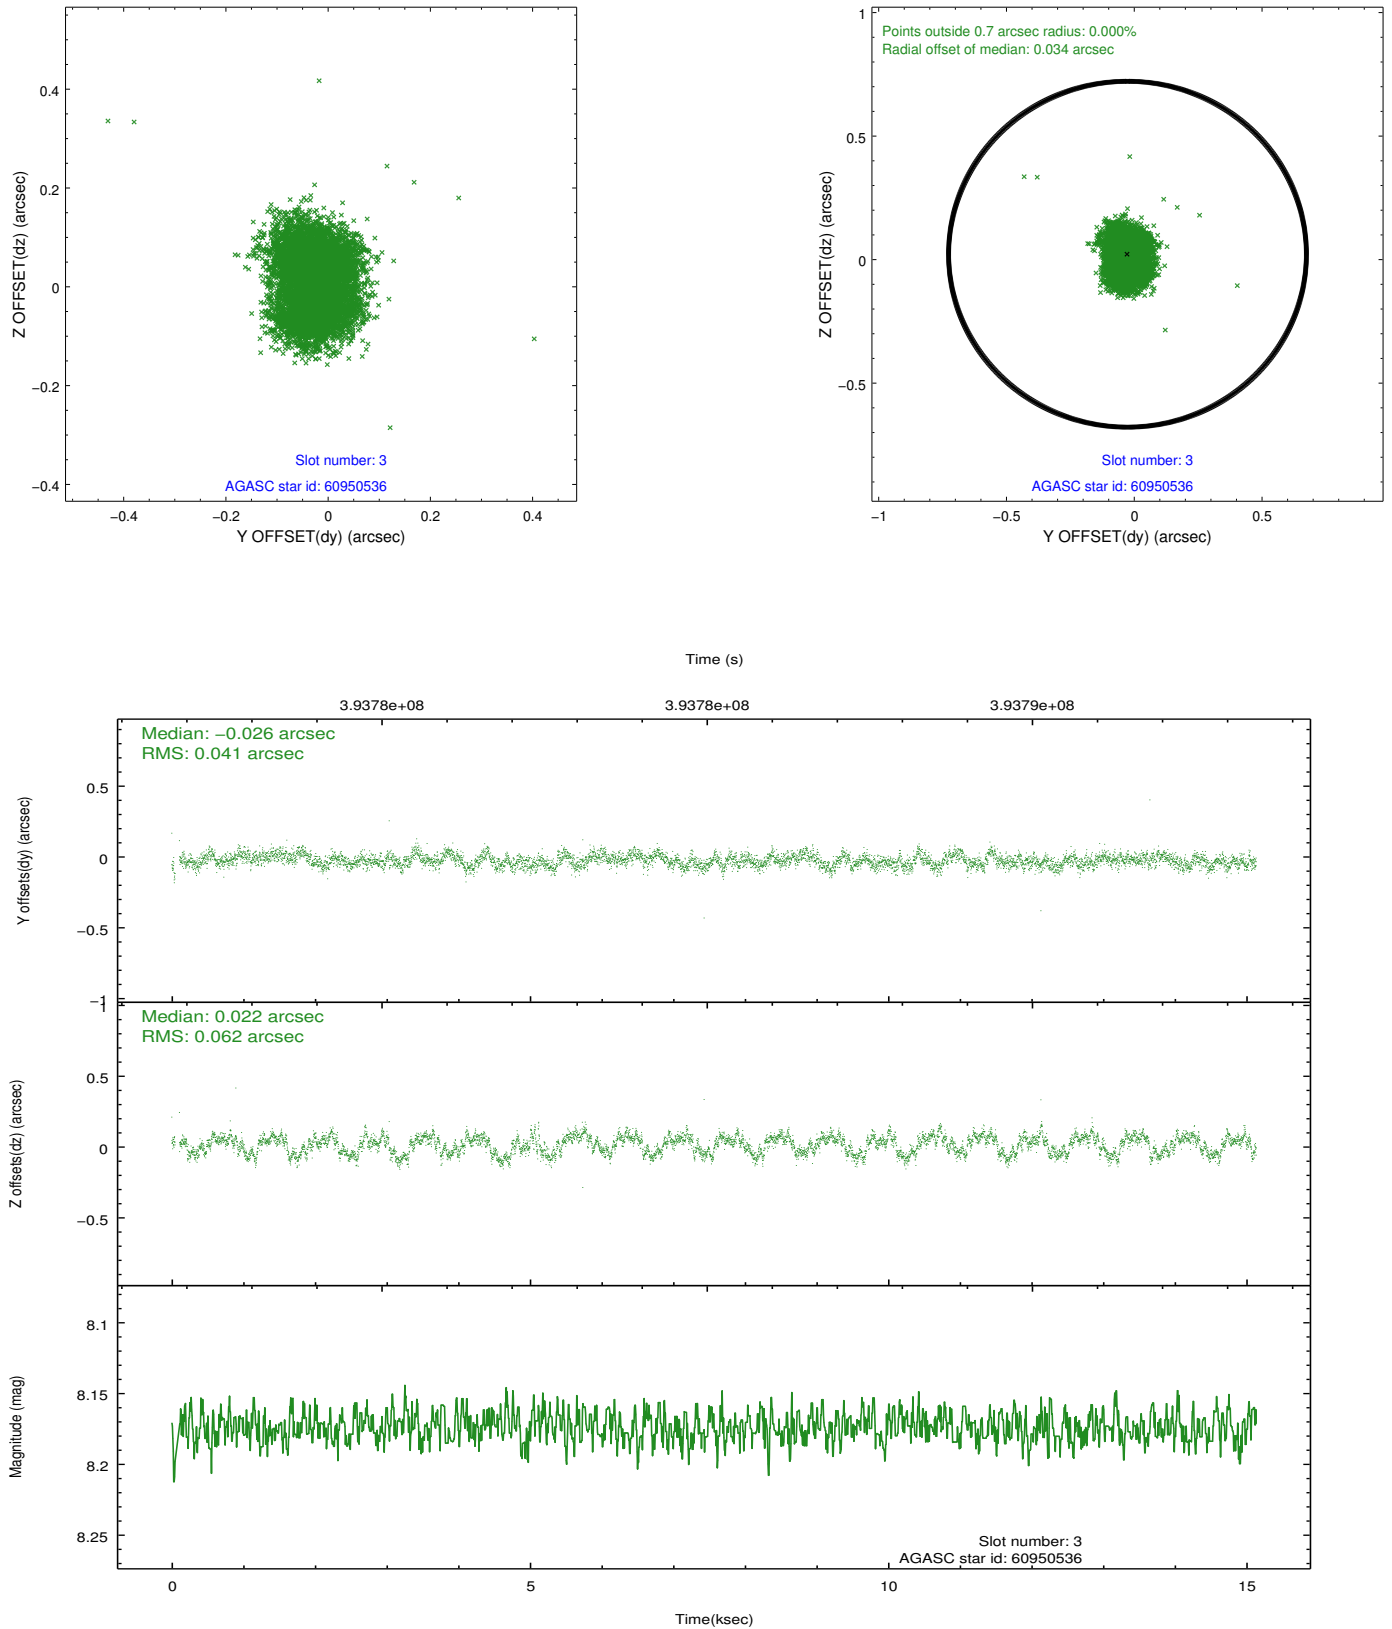 0.4
0.2
0
−0.2
−0.4
Z OFFSET(dz) (arcsec)
Slot number: 3
AGASC star id: 60950536
−0.4 −0.2 0 0.2 0.4
Y OFFSET(dy) (arcsec)
Points outside 0.7 arcsec radius: 0.000%
Radial offset of median: 0.034 arcsec
1
0.5
0
−0.5
Z OFFSET(dz) (arcsec)
Slot number: 3
AGASC star id: 60950536
−1 −0.5 0 0.5
Y OFFSET(dy) (arcsec)
Time (s)
3.9378e+08 3.9378e+08 3.9379e+08
Median: −0.026 arcsec
RMS: 0.041 arcsec
0.5
0
−0.5
−1
Y offsets(dy) (arcsec)
Median: 0.022 arcsec
RMS: 0.062 arcsec
1
0.5
0
−0.5
Z offsets(dz) (arcsec)
8.1
8.15
8.2
8.25
Magnitude (mag)
Slot number: 3
AGASC star id: 60950536
0 5 10 15
Time(ksec)